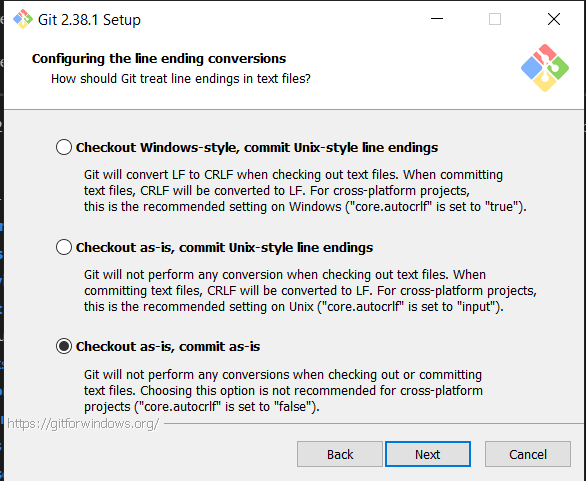 Git 2.38.1 Setup
Configuring the line ending conversions
How should Git treat line endings in text files?
Checkout Windows-style, commit Unix-style line endings
Git will convert LF to CRLF when checking out text files. When committing
text files, CRLF will be converted to LF. For cross-platform projects,
this is the recommended setting on Windows ("core.autocrlf" is set to "true").
Checkout as-is, commit Unix-style line endings
Git will not perform any conversion when checking out text files. When
committing text files, CRLF will be converted to LF. For cross-platform projects,
this is the recommended setting on Unix ("core.autocrlf" is set to "input").
Checkout as-is, commit as-is
Git will not perform any conversions when checking out or committing
text files. Choosing this option is not recommended for cross-platform
projects ("core.autocrlf" is set to "false").
https://gitforwindows.org/
Back Next Cancel